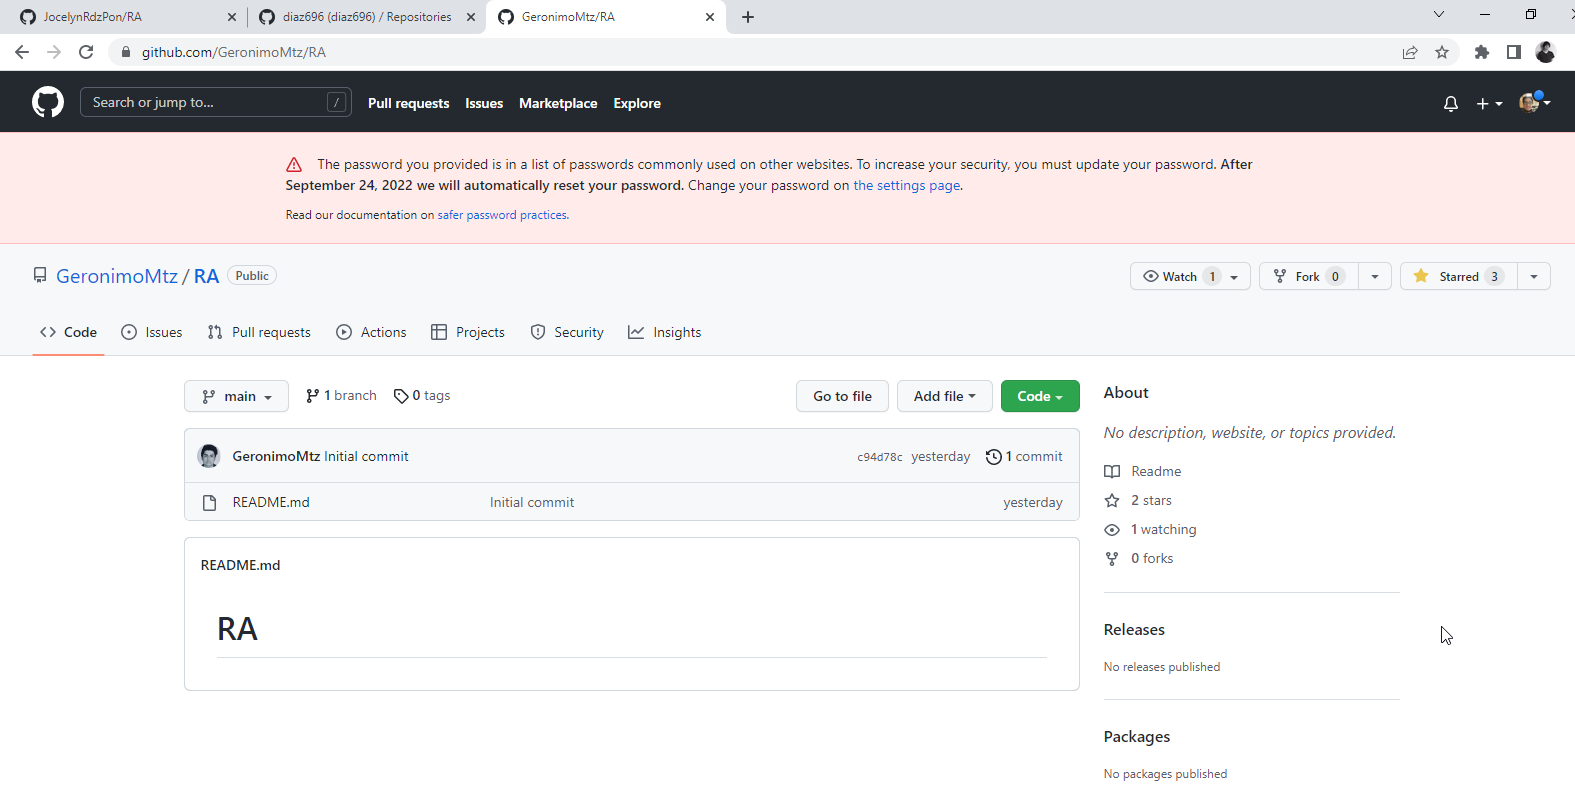 JocelynRdzPon/RA
diaz696 (diaz696) / Repositories
GeronimoMtz/RA
github.com/GeronimoMtz/RA
Search or jump to... / Pull requests Issues Marketplace Explore
The password you provided is in a list of passwords commonly used on other websites. To increase your security, you must update your password. After
September 24, 2022 we will automatically reset your password. Change your password on the settings page.
Read our documentation on safer password practices.
GeronimoMtz / RA Public
Watch 1 Fork 0 Starred 3
Code Issues Pull requests Actions Projects Security Insights
main 1 branch 0 tags Go to file Add file Code
GeronimoMtz Initial commit c94d78c yesterday 1 commit
README.md Initial commit yesterday
README.md
RA
About
No description, website, or topics provided.
Readme
2 stars
1 watching
0 forks
Releases
No releases published
Packages
No packages published